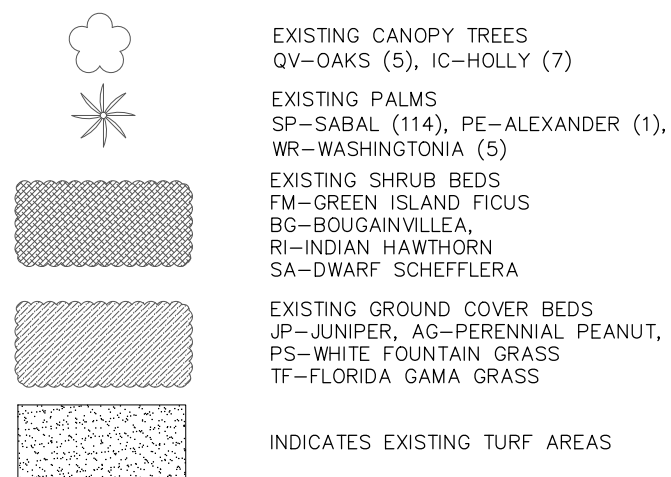 EXISTING CANOPY TREES
QV–OAKS (5), IC–HOLLY (7)
EXISTING PALMS
SP–SABAL (114), PE–ALEXANDER (1),
WR–WASHINGTONIA (5)
EXISTING SHRUB BEDS
FM–GREEN ISLAND FICUS
BG–BOUGAINVILLEA,
RI–INDIAN HAWTHORN
SA–DWARF SCHEFFLERA
EXISTING GROUND COVER BEDS
JP–JUNIPER, AG–PERENNIAL PEANUT,
PS–WHITE FOUNTAIN GRASS
TF–FLORIDA GAMA GRASS
INDICATES EXISTING TURF AREAS